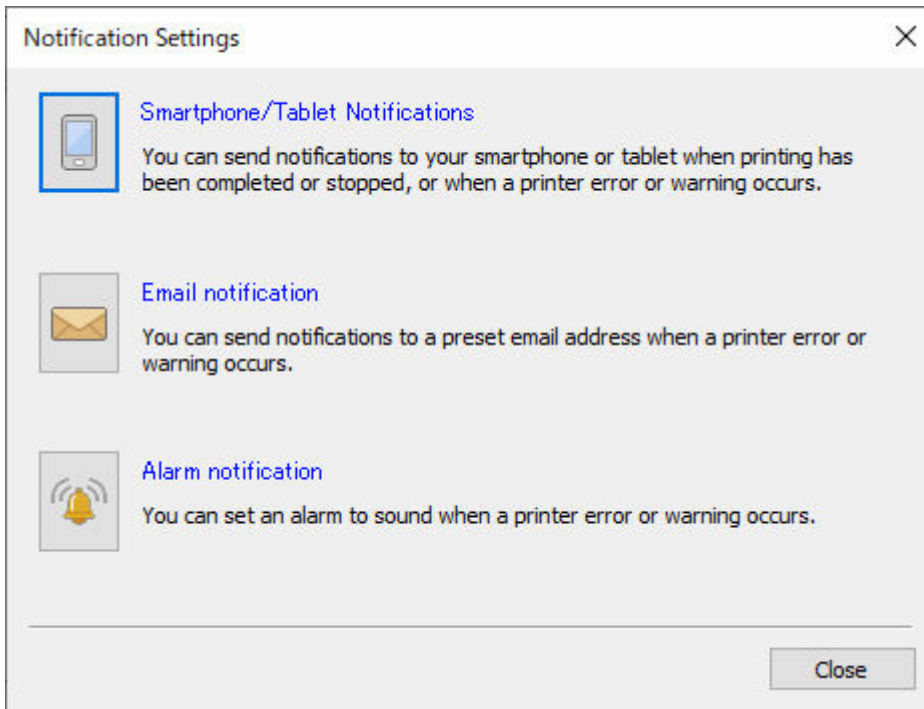 Notification Settings
Smartphone/Tablet Notifications
You can send notifications to your smartphone or tablet when printing has
been completed or stopped, or when a printer error or warning occurs.
Email notification
You can send notifications to a preset email address when a printer error or
warning occurs.
Alarm notification
You can set an alarm to sound when a printer error or warning occurs.
Close